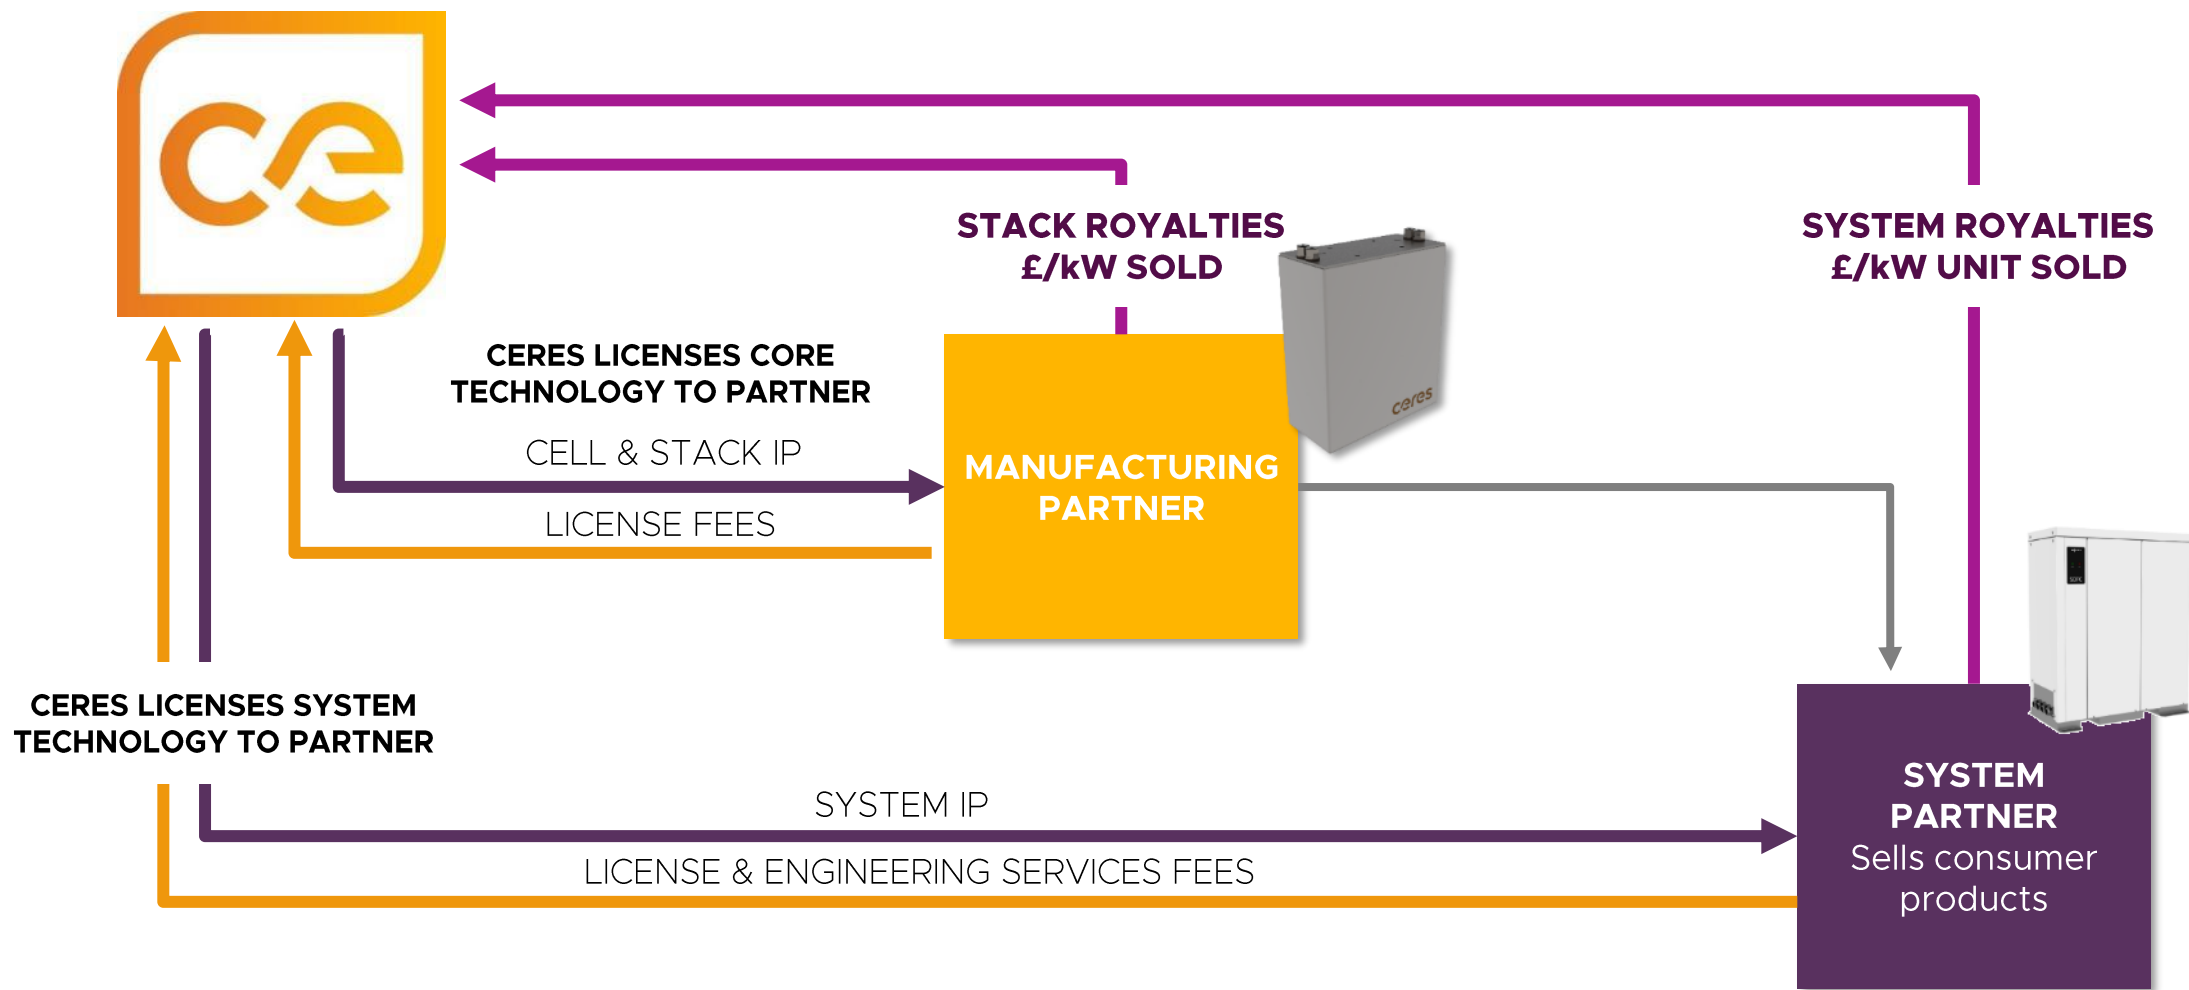 ce
STACK ROYALTIES
£/kW SOLD
SYSTEM ROYALTIES
£/kW UNIT SOLD
CERES LICENSES CORE
TECHNOLOGY TO PARTNER
ceres
CELL & STACK IP
MANUFACTURING
PARTNER
LICENSE FEES
CERES LICENSES SYSTEM
TECHNOLOGY TO PARTNER
SYSTEM IP
SYSTEM
PARTNER
Sells consumer
products
LICENSE & ENGINEERING SERVICES FEES